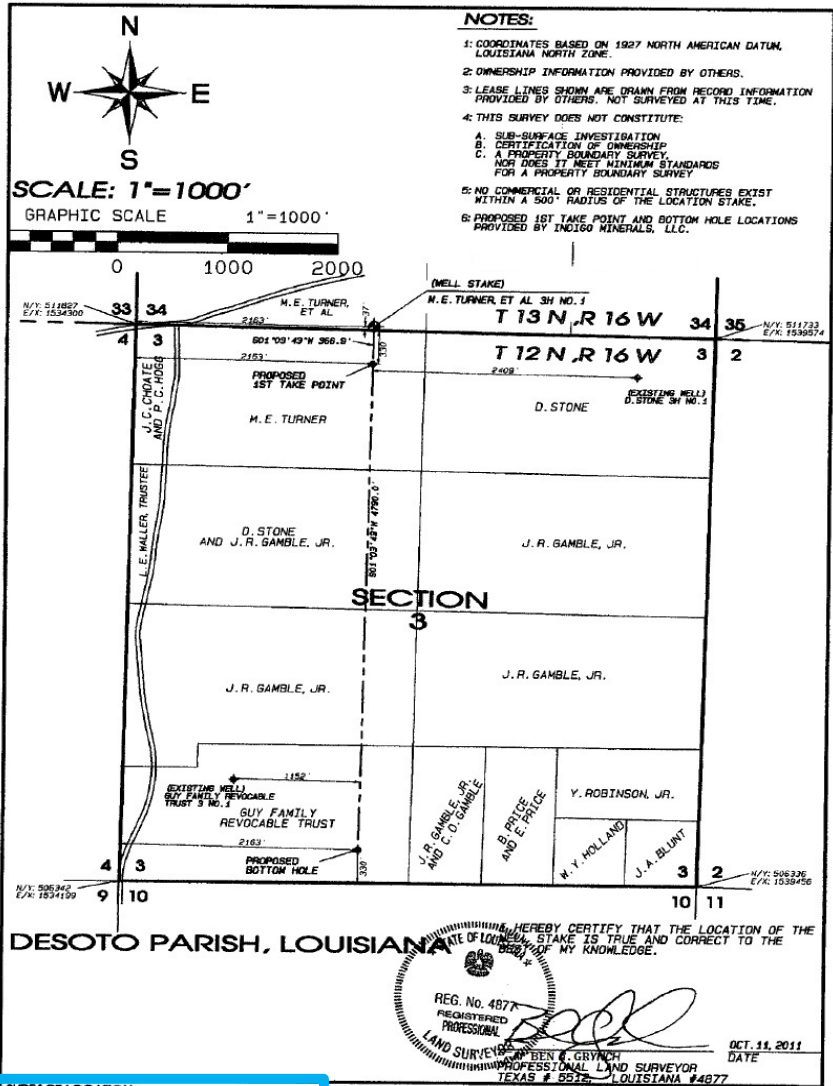 N
W E
S
SCALE: 1"=1000'
GRAPHIC SCALE 1"=1000'
0 1000 2000
NOTES:
1: COORDINATES BASED ON 1927 NORTH AMERICAN DATUM,
LOUISIANA NORTH ZONE.
2: OWNERSHIP INFORMATION PROVIDED BY OTHERS.
3: LEASE LINES SHOWN ARE DRAWN FROM RECORD INFORMATION
PROVIDED BY OTHERS. NOT SURVEYED AT THIS TIME.
4: THIS SURVEY DOES NOT CONSTITUTE:
A. SUB-SURFACE INVESTIGATION
B. CERTIFICATION OF OWNERSHIP
C. A PROPERTY BOUNDARY SURVEY,
NOR DOES IT MEET MINIMUM STANDARDS
FOR A PROPERTY BOUNDARY SURVEY
5: NO COMMERCIAL OR RESIDENTIAL STRUCTURES EXIST
WITHIN A 500' RADIUS OF THE LOCATION STAKE.
6: PROPOSED 1ST TAKE POINT AND BOTTOM HOLE LOCATIONS
PROVIDED BY INDIGO MINERALS, LLC.
(WELL STAKE)
M.E. TURNER, ET AL 3H NO.1
N/Y: 511827
E/X: 1534300
33 34
M.E. TURNER,
ET AL
37'
2163'
T 13 N ,R 16 W
34 35
N/Y: 511733
E/X: 1539574
4 3
S01°03'43"W 366.9'
330'
T 12 N ,R 16 W
3 2
2153'
PROPOSED
1ST TAKE POINT
2409'
(EXISTING WELL)
D.STONE 3H NO.1
J.C. CHOATE
AND P.C. HOGG
M.E. TURNER
D.STONE
L.E. WALLER, TRUSTEE
D.STONE
AND J.R. GAMBLE, JR.
S01°03'43"W 4790.0'
J.R. GAMBLE, JR.
SECTION
3
J.R. GAMBLE, JR.
J.R. GAMBLE, JR.
1152'
(EXISTING WELL)
GUY FAMILY REVOCABLE
TRUST 3 NO.1
GUY FAMILY
REVOCABLE TRUST
J.R. GAMBLE, JR.
AND C.D. GAMBLE
B. PRICE
AND E. PRICE
Y. ROBINSON, JR.
W.Y. HOLLAND
J.A. BLUNT
2163'
PROPOSED
BOTTOM HOLE
330'
4 3
3 2
N/Y: 506342
E/X: 1534199
9 10
10 11
N/Y: 506336
E/X: 1539456
DESOTO PARISH, LOUISIANA
I HEREBY CERTIFY THAT THE LOCATION OF THE
STAKE IS TRUE AND CORRECT TO THE
BEST OF MY KNOWLEDGE.
STATE OF LOUISIANA
REG. No. 4877
REGISTERED
PROFESSIONAL
LAND SURVEYOR
BEN GRYNCH
PROFESSIONAL LAND SURVEYOR
TEXAS # 5512, LOUISIANA #4877
OCT. 11, 2011
DATE